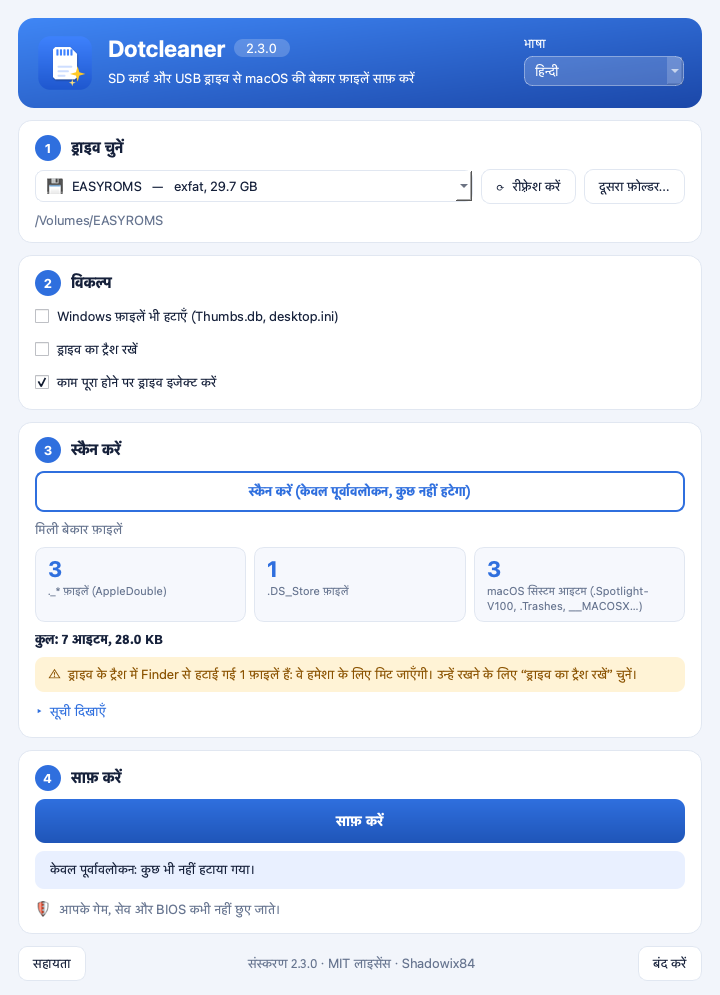 Dotcleaner 2.3.0
SD कार्ड और USB ड्राइव से macOS की बेकार फ़ाइलें साफ़ करें
भाषा
हिन्दी
1 ड्राइव चुनें
EASYROMS — exfat, 29.7 GB
⟳ रीफ़्रेश करें
दूसरा फ़ोल्डर…
/Volumes/EASYROMS
2 विकल्प
Windows फ़ाइलें भी हटाएँ (Thumbs.db, desktop.ini)
ड्राइव का ट्रैश रखें
काम पूरा होने पर ड्राइव इजेक्ट करें
3 स्कैन करें
स्कैन करें (केवल पूर्वावलोकन, कुछ नहीं हटेगा)
मिली बेकार फ़ाइलें
3
._* फ़ाइलें (AppleDouble)
1
.DS_Store फ़ाइलें
3
macOS सिस्टम आइटम (.Spotlight-
V100, .Trashes, __MACOSX…)
कुल: 7 आइटम, 28.0 KB
⚠ ड्राइव के ट्रैश में Finder से हटाई गई 1 फ़ाइलें हैं: वे हमेशा के लिए मिट जाएँगी। उन्हें रखने के लिए “ड्राइव का ट्रैश रखें” चुनें।
‣ सूची दिखाएँ
4 साफ़ करें
साफ़ करें
केवल पूर्वावलोकन: कुछ भी नहीं हटाया गया।
आपके गेम, सेव और BIOS कभी नहीं छुए जाते।
सहायता
संस्करण 2.3.0 · MIT लाइसेंस · Shadowix84
बंद करें